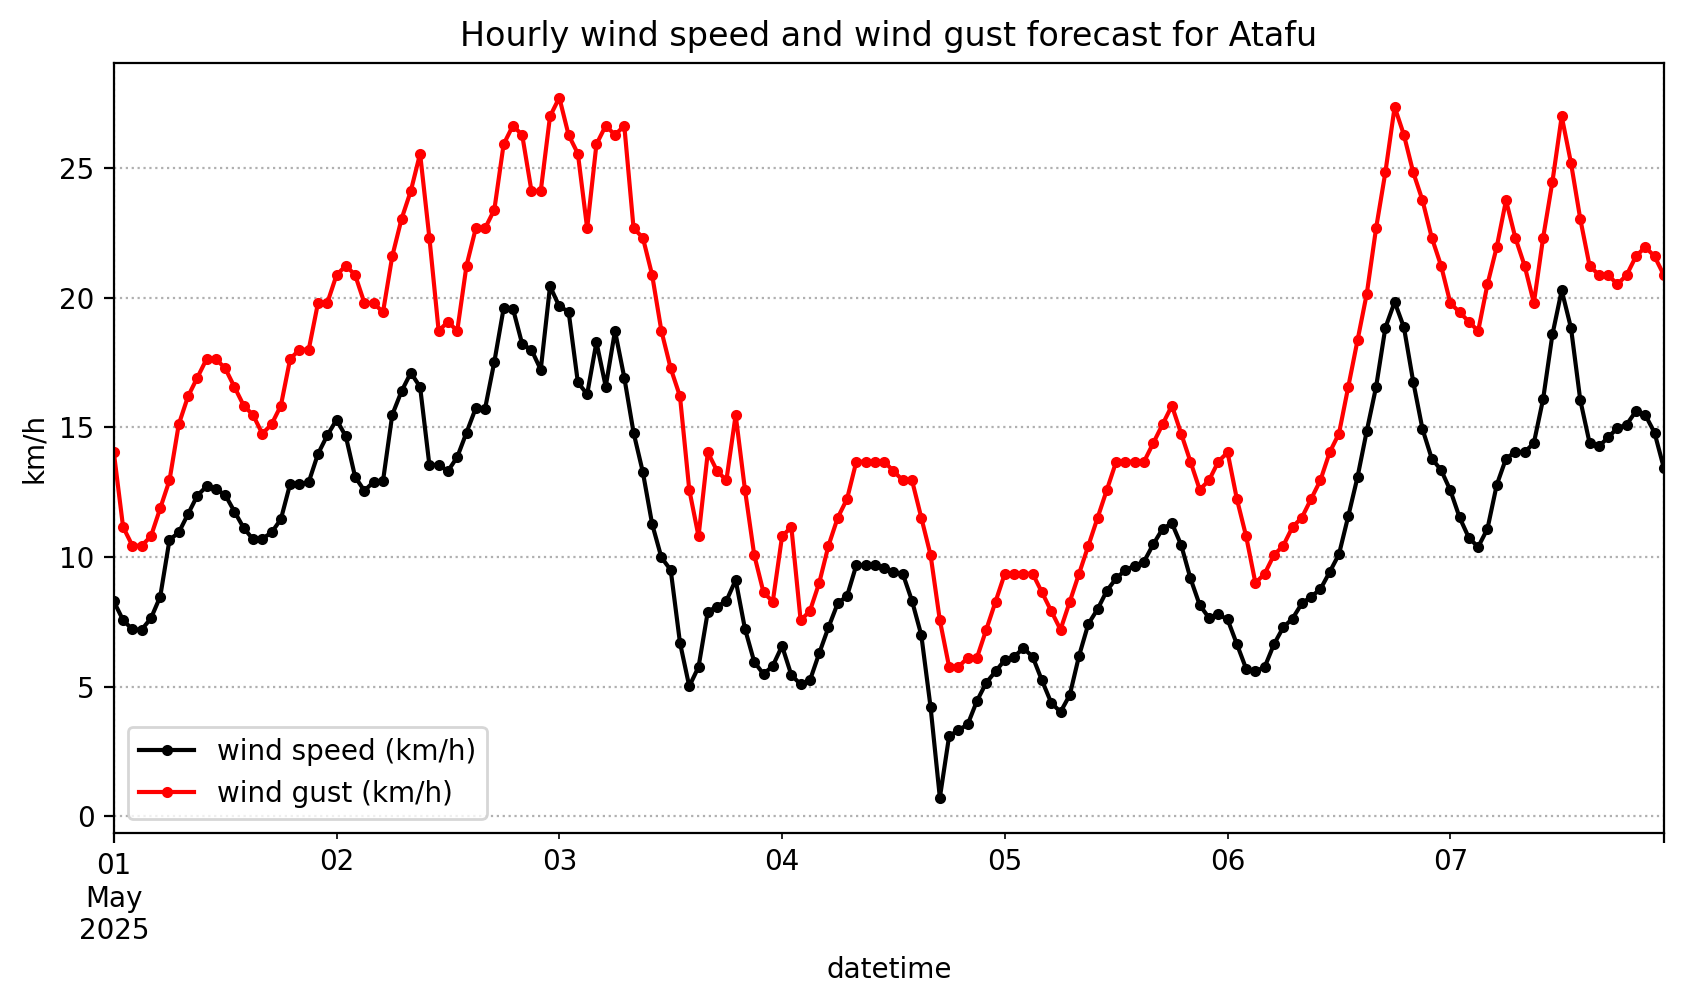 Hourly wind speed and wind gust forecast for Atafu
km/h
25
20
15
10
5
0
wind speed (km/h)
wind gust (km/h)
01
May
2025
02
03
04
05
06
07
datetime